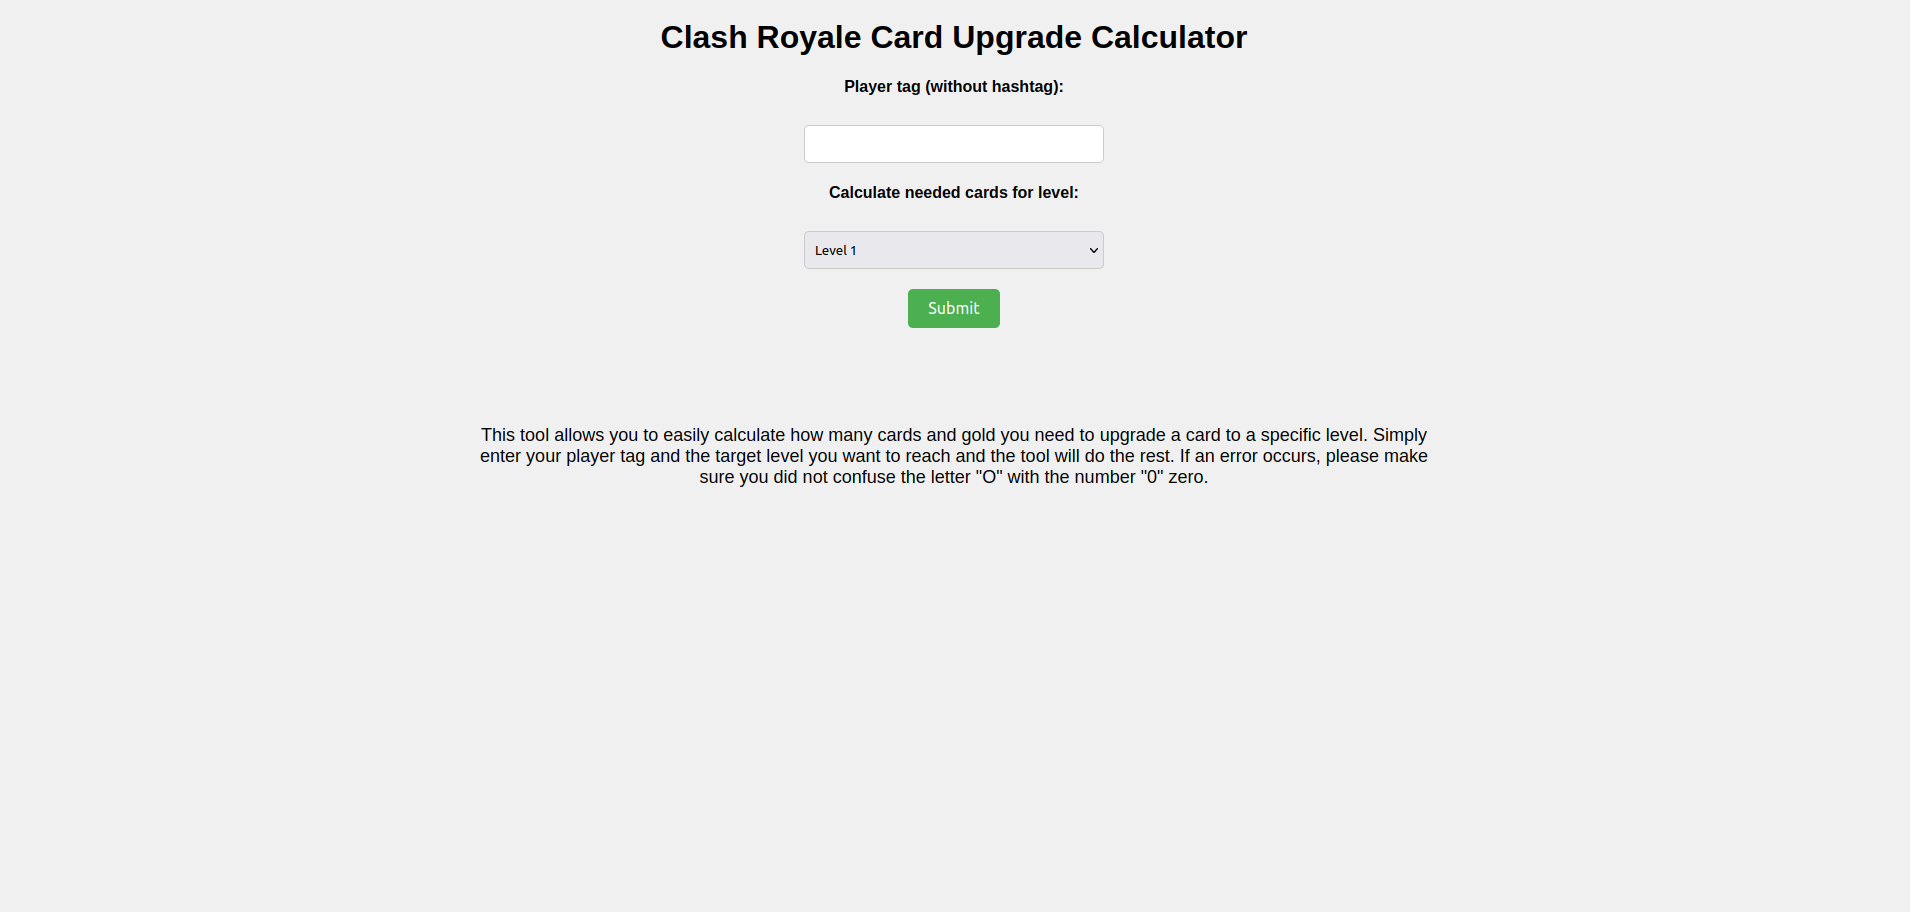 Clash Royale Card Upgrade Calculator
Player tag (without hashtag):
Calculate needed cards for level:
Level 1
Submit
This tool allows you to easily calculate how many cards and gold you need to upgrade a card to a specific level. Simply
enter your player tag and the target level you want to reach and the tool will do the rest. If an error occurs, please make
sure you did not confuse the letter "O" with the number "0" zero.